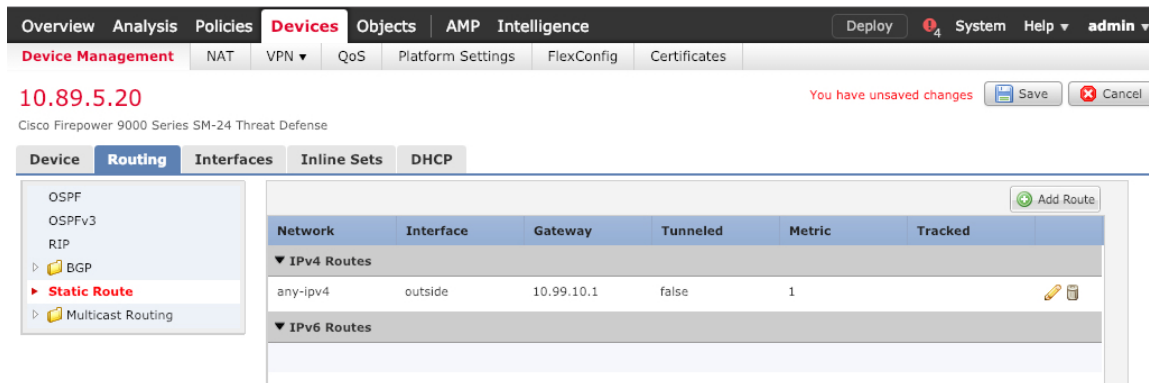 Overview Analysis Policies Devices Objects AMP Intelligence Deploy 4 System Help admin
Device Management NAT VPN QoS Platform Settings FlexConfig Certificates
10.89.5.20
You have unsaved changes Save Cancel
Cisco Firepower 9000 Series SM-24 Threat Defense
Device Routing Interfaces Inline Sets DHCP
OSPF
OSPFv3
RIP
BGP
Static Route
Multicast Routing
Add Route
Network Interface Gateway Tunneled Metric Tracked
IPv4 Routes
any-ipv4 outside 10.99.10.1 false 1
IPv6 Routes